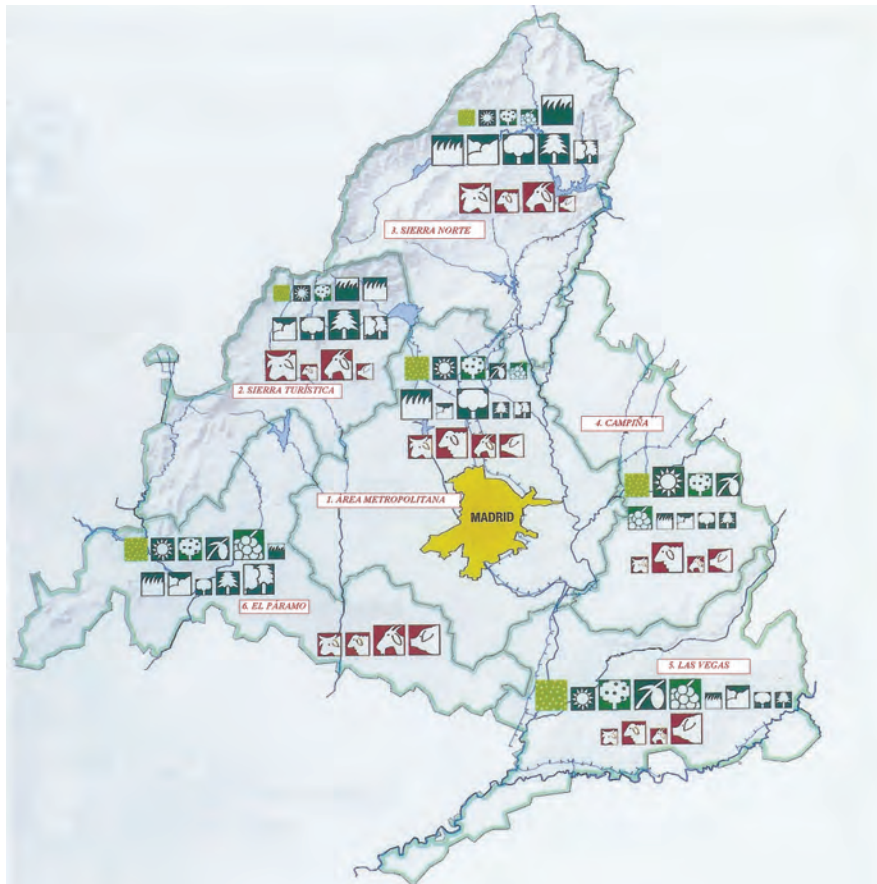 3. SIERRA NORTE
2. SIERRA TURÍSTICA
4. CAMPIÑA
1. ÁREA METROPOLITANA
MADRID
6. EL PÁRAMO
5. LAS VEGAS